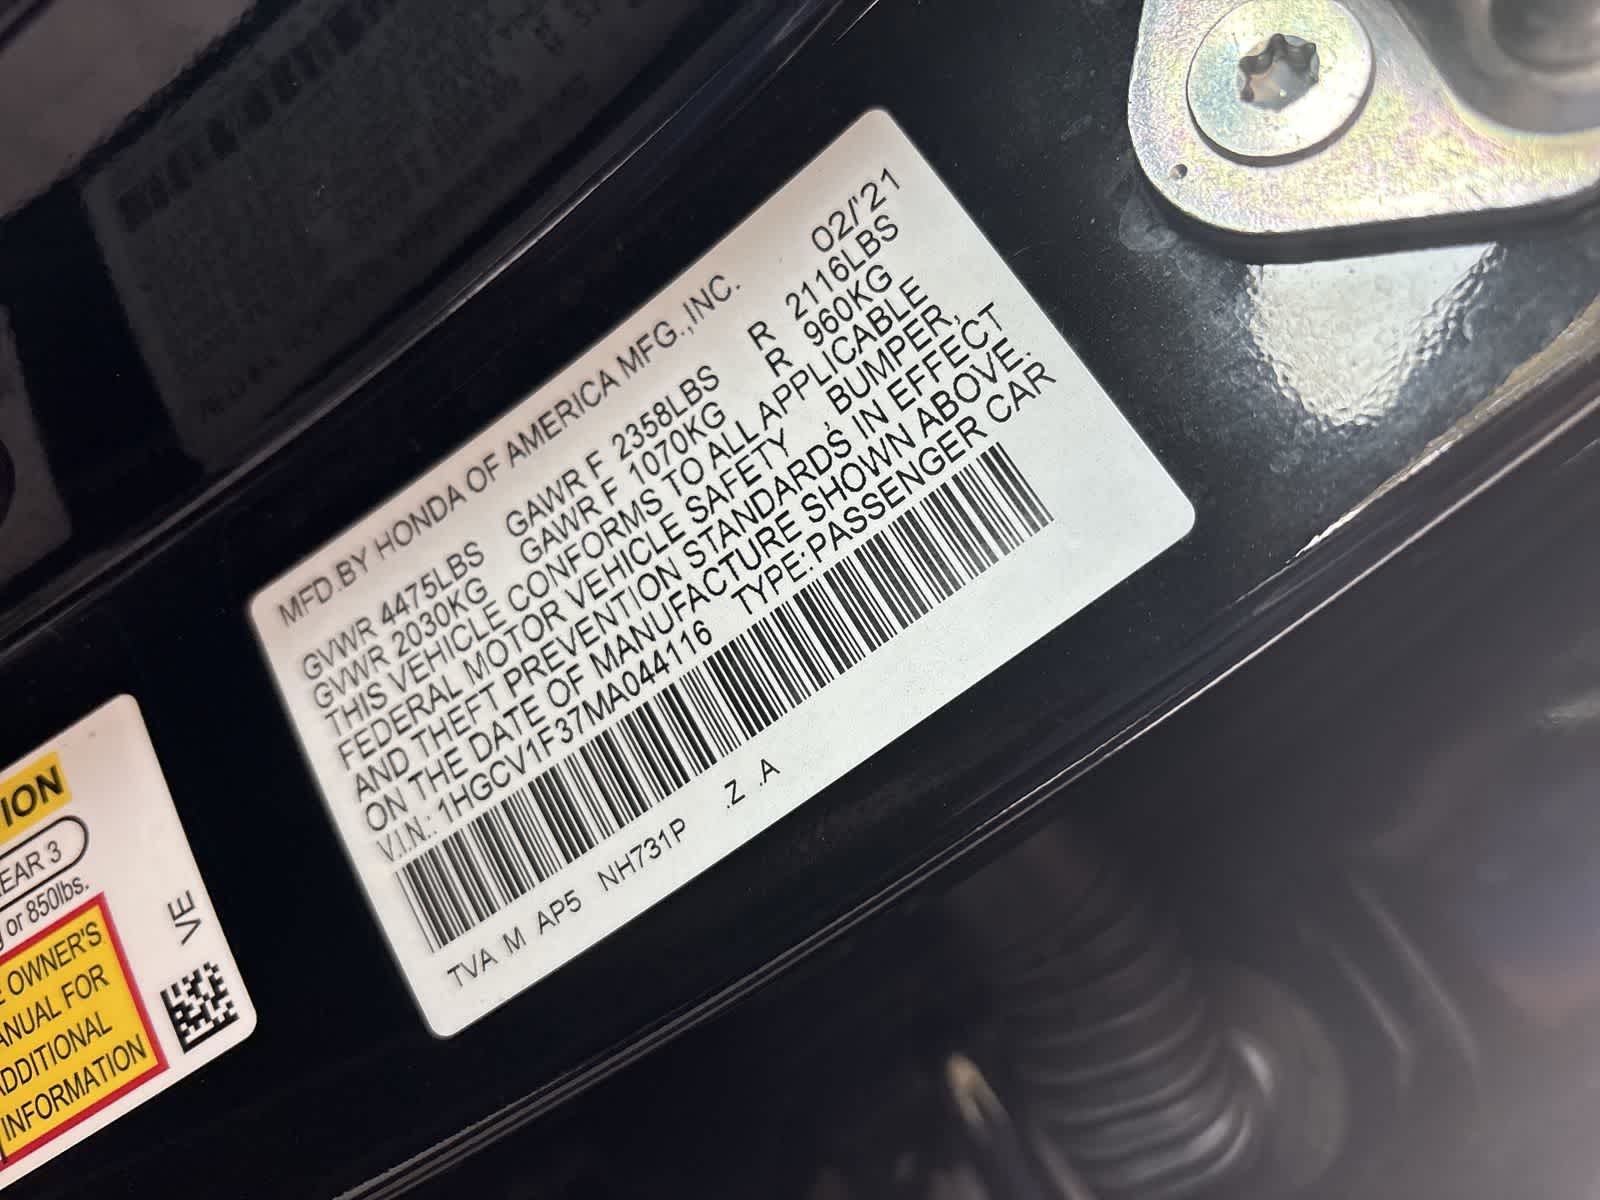 MFD.BY HONDA OF AMERICA MFG.,INC. 02/'21
GVWR 4475LBS GAWR F 2358LBS R 2116LBS
GVWR 2030KG GAWR F 1070KG R 960KG
THIS VEHICLE CONFORMS TO ALL APPLICABLE
FEDERAL MOTOR VEHICLE SAFETY , BUMPER,
AND THEFT PREVENTION STANDARDS IN EFFECT
ON THE DATE OF MANUFACTURE SHOWN ABOVE.
V.I.N.: 1HGCV1F37MA044116 TYPE:PASSENGER CAR
TVA M AP5 NH731P .Z .A
ION
EAR 3
or 850lbs.
OWNER'S
ANUAL FOR
ADDITIONAL
INFORMATION
VE